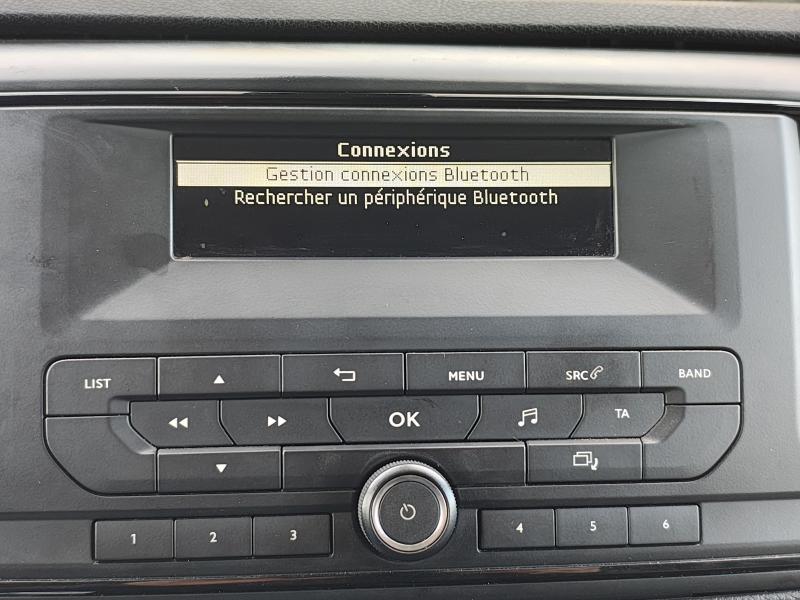 Connexions
Gestion connexions Bluetooth
Rechercher un périphérique Bluetooth
LIST
MENU
SRC
BAND
OK
TA
1
2
3
4
5
6